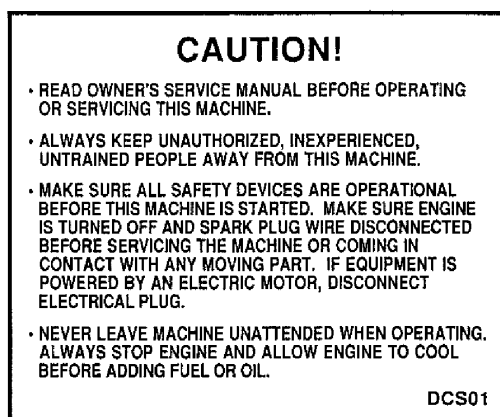 CAUTION!
• READ OWNER'S SERVICE MANUAL BEFORE OPERATING
OR SERVICING THIS MACHINE.
• ALWAYS KEEP UNAUTHORIZED, INEXPERIENCED,
UNTRAINED PEOPLE AWAY FROM THIS MACHINE.
• MAKE SURE ALL SAFETY DEVICES ARE OPERATIONAL
BEFORE THIS MACHINE IS STARTED. MAKE SURE ENGINE
IS TURNED OFF AND SPARK PLUG WIRE DISCONNECTED
BEFORE SERVICING THE MACHINE OR COMING IN
CONTACT WITH ANY MOVING PART. IF EQUIPMENT IS
POWERED BY AN ELECTRIC MOTOR, DISCONNECT
ELECTRICAL PLUG.
• NEVER LEAVE MACHINE UNATTENDED WHEN OPERATING.
ALWAYS STOP ENGINE AND ALLOW ENGINE TO COOL
BEFORE ADDING FUEL OR OIL.
DCS01